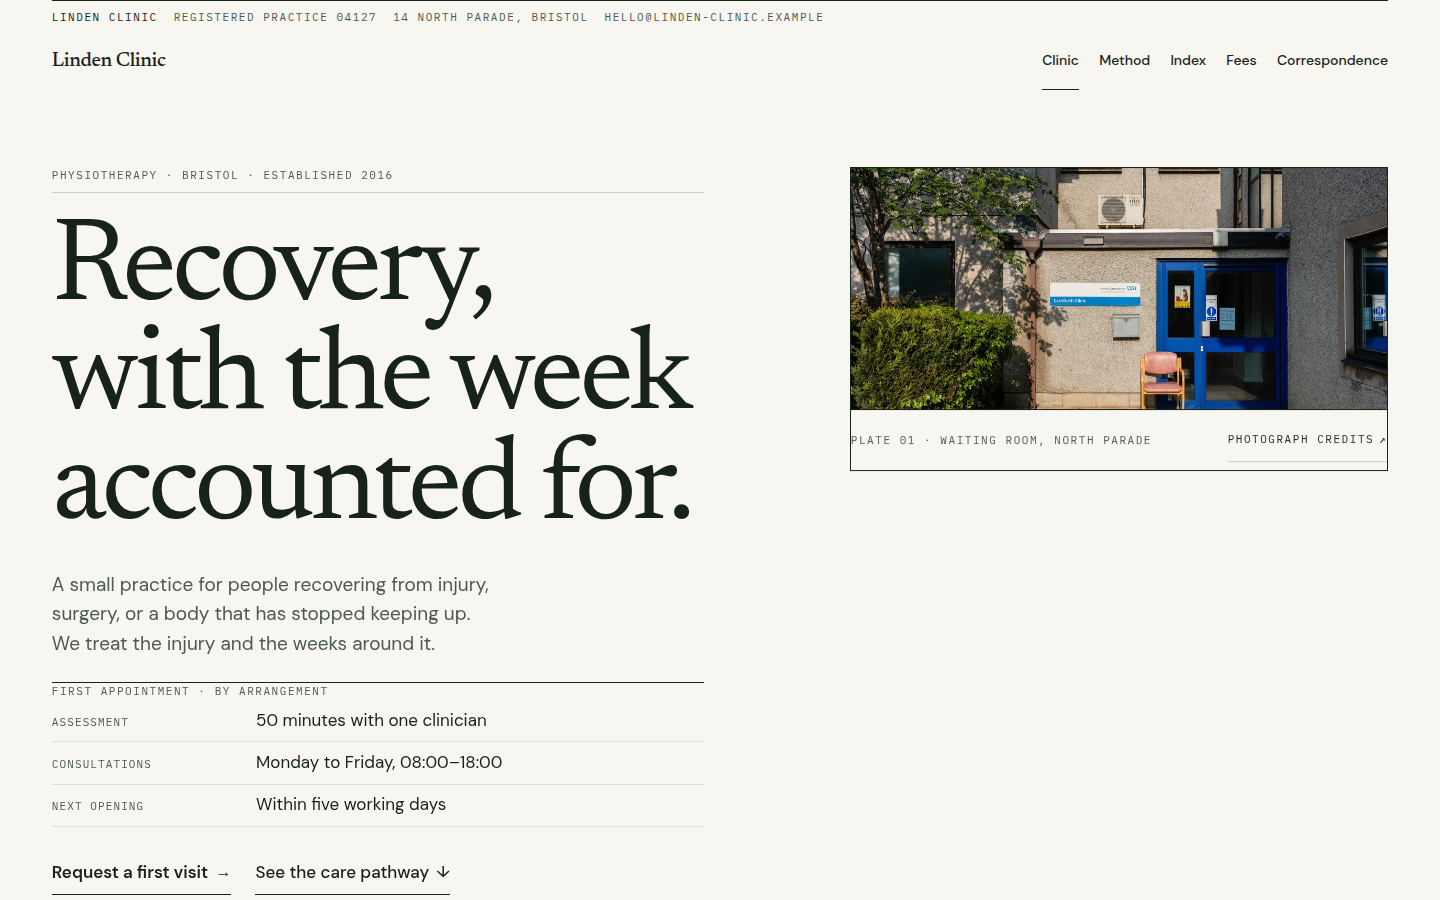 LINDEN CLINIC REGISTERED PRACTICE 04127 14 NORTH PARADE, BRISTOL HELLO@LINDEN-CLINIC.EXAMPLE
Linden Clinic
Clinic Method Index Fees Correspondence
PHYSIOTHERAPY · BRISTOL · ESTABLISHED 2016
Recovery,
with the week
accounted for.
Carnforth Clinic
PLATE 01 · WAITING ROOM, NORTH PARADE
PHOTOGRAPH CREDITS ↗
A small practice for people recovering from injury,
surgery, or a body that has stopped keeping up.
We treat the injury and the weeks around it.
FIRST APPOINTMENT · BY ARRANGEMENT
ASSESSMENT 50 minutes with one clinician
CONSULTATIONS Monday to Friday, 08:00–18:00
NEXT OPENING Within five working days
Request a first visit →
See the care pathway ↓